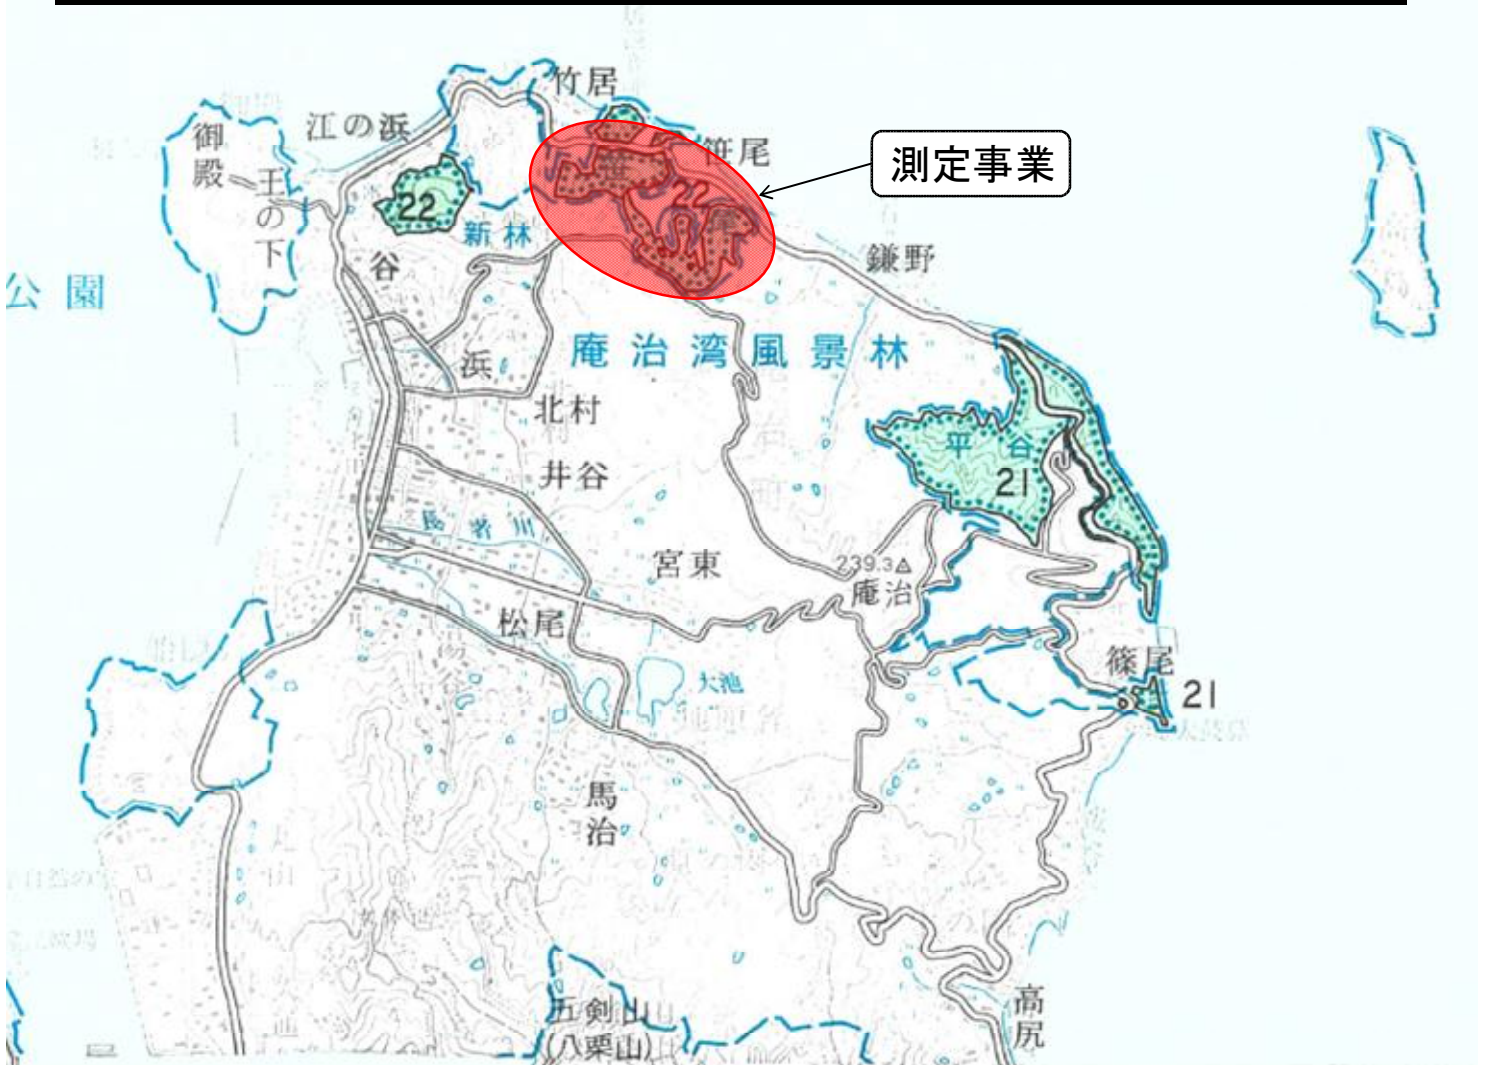 竹居
江の浜
御殿
王の下
笹尾
測定事業
笹
22
22
尾
新林
谷
鎌野
公園
浜
庵治湾風景林
北村
平谷
井谷
21
宮東
239.3
庵治
松尾
篠尾
21
大池
馬治
五剣山
(八栗山)
高尻